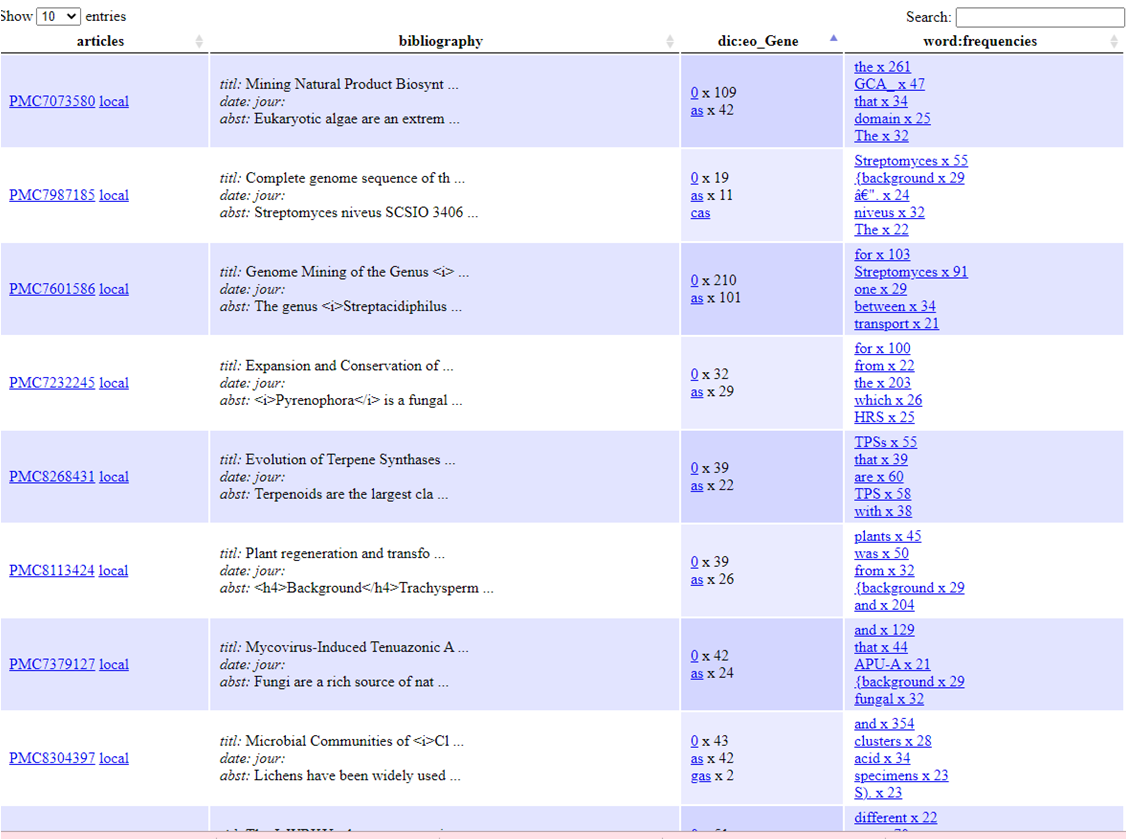 Show 10 entries
Search:
articles bibliography dic:eo_Gene word:frequencies
PMC7073580 local
titl: Mining Natural Product Biosynt ...
date: jour:
abst: Eukaryotic algae are an extrem ...
0 x 109
as x 42
the x 261
GCA_ x 47
that x 34
domain x 25
The x 32
PMC7987185 local
titl: Complete genome sequence of th ...
date: jour:
abst: Streptomyces niveus SCSIO 3406 ...
0 x 19
as x 11
cas
Streptomyces x 55
{background x 29
â€". x 24
niveus x 32
The x 22
PMC7601586 local
titl: Genome Mining of the Genus <i> ...
date: jour:
abst: The genus <i>Streptacidiphilus ...
0 x 210
as x 101
for x 103
Streptomyces x 91
one x 29
between x 34
transport x 21
PMC7232245 local
titl: Expansion and Conservation of ...
date: jour:
abst: <i>Pyrenophora</i> is a fungal ...
0 x 32
as x 29
for x 100
from x 22
the x 203
which x 26
HRS x 25
PMC8268431 local
titl: Evolution of Terpene Synthases ...
date: jour:
abst: Terpenoids are the largest cla ...
0 x 39
as x 22
TPSs x 55
that x 39
are x 60
TPS x 58
with x 38
PMC8113424 local
titl: Plant regeneration and transfo ...
date: jour:
abst: <h4>Background</h4>Trachysperm ...
0 x 39
as x 26
plants x 45
was x 50
from x 32
{background x 29
and x 204
PMC7379127 local
titl: Mycovirus-Induced Tenuazonic A ...
date: jour:
abst: Fungi are a rich source of nat ...
0 x 42
as x 24
and x 129
that x 44
APU-A x 21
{background x 29
fungal x 32
PMC8304397 local
titl: Microbial Communities of <i>Cl ...
date: jour:
abst: Lichens have been widely used ...
0 x 43
as x 42
gas x 2
and x 354
clusters x 28
acid x 34
specimens x 23
S). x 23
different x 22